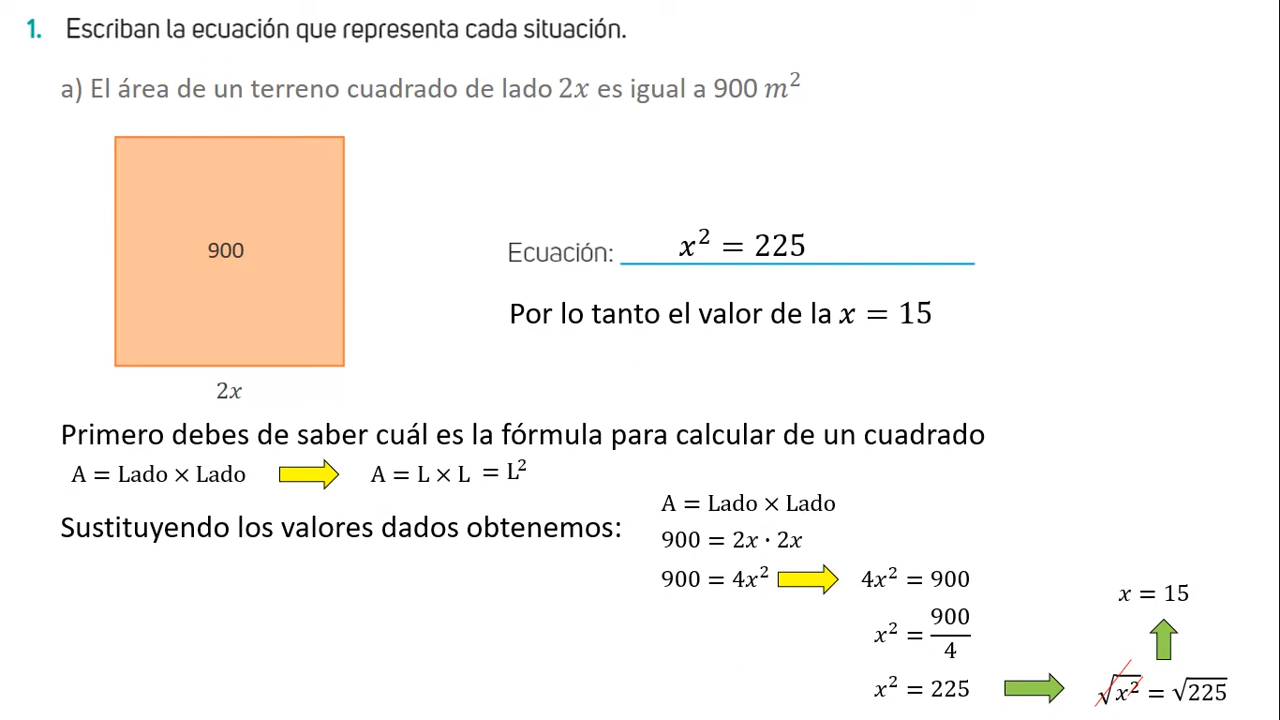 1. Escriban la ecuación que representa cada situación.
a) El área de un terreno cuadrado de lado 2x es igual a 900 m²
900
2x
Ecuación: x² = 225
Por lo tanto el valor de la x = 15
Primero debes de saber cuál es la fórmula para calcular de un cuadrado
A = Lado × Lado A = L × L = L²
Sustituyendo los valores dados obtenemos:
A = Lado × Lado
900 = 2x · 2x
900 = 4x² 4x² = 900
x² = 900/4
x² = 225
√x² = √225
x = 15